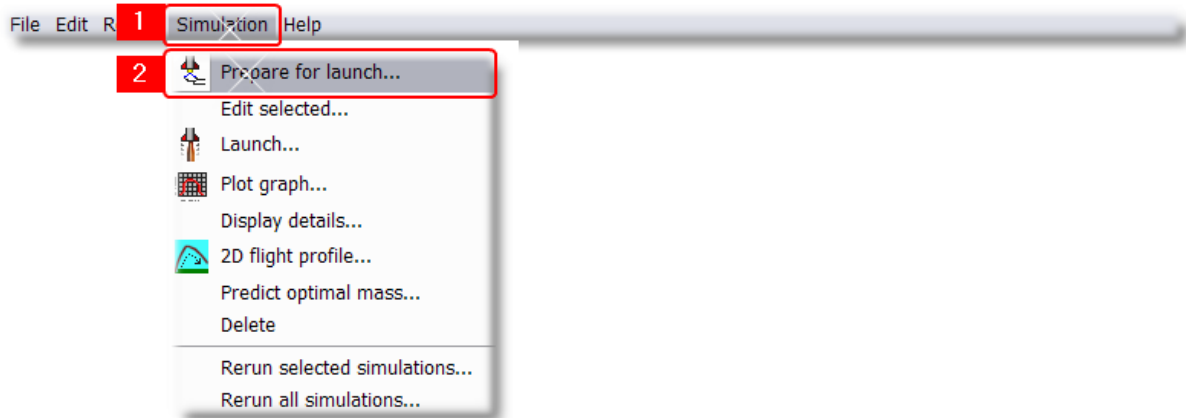 File Edit R 1 Simulation Help
2 Prepare for launch...
Edit selected...
Launch...
Plot graph...
Display details...
2D flight profile...
Predict optimal mass...
Delete
Rerun selected simulations...
Rerun all simulations...